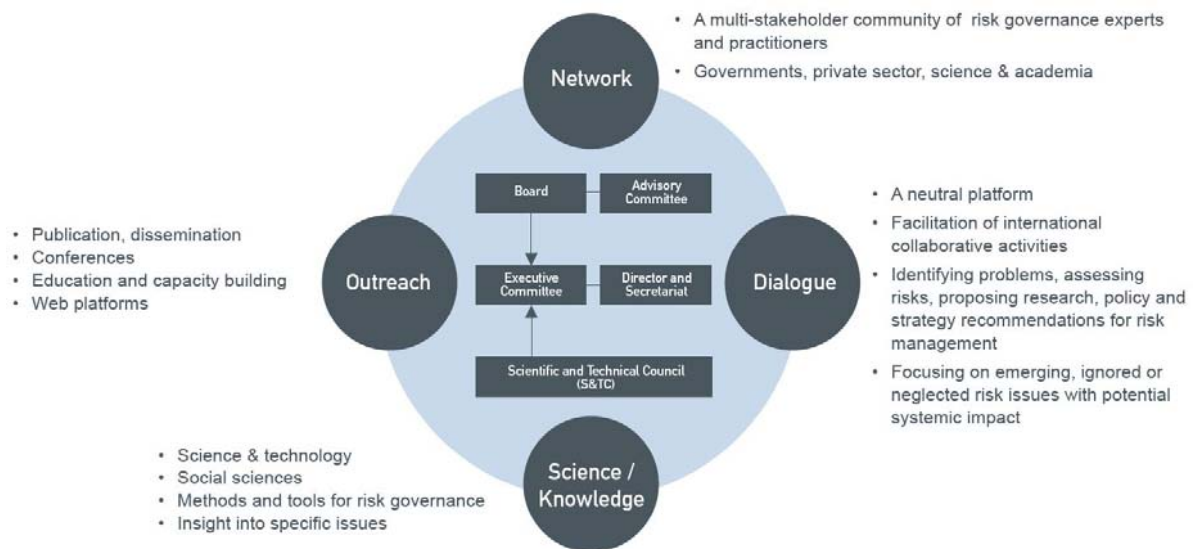 • A multi-stakeholder community of risk governance experts
and practitioners
• Governments, private sector, science & academia
Network
Board
Advisory
Committee
Executive
Committee
Director and
Secretariat
Scientific and Technical Council
(S&TC)
Outreach
• Publication, dissemination
• Conferences
• Education and capacity building
• Web platforms
Dialogue
• A neutral platform
• Facilitation of international
collaborative activities
• Identifying problems, assessing
risks, proposing research, policy and
strategy recommendations for risk
management
• Focusing on emerging, ignored or
neglected risk issues with potential
systemic impact
• Science & technology
• Social sciences
• Methods and tools for risk governance
• Insight into specific issues
Science /
Knowledge